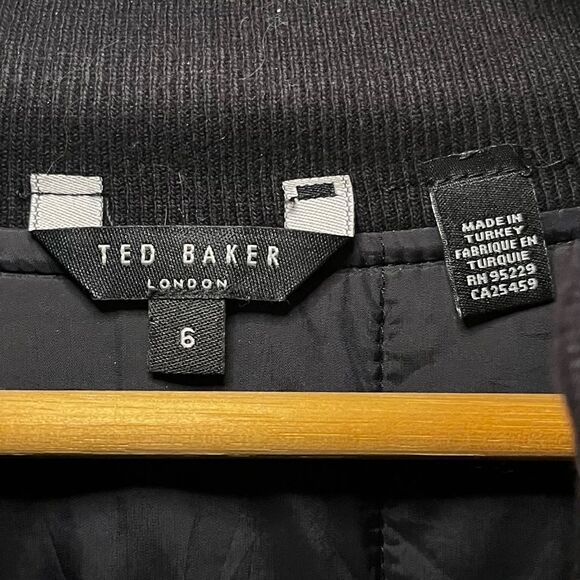 TED BAKER
LONDON
6
MADE IN
TURKEY
FABRIQUE EN
TURQUIE
RN 95229
CA25459